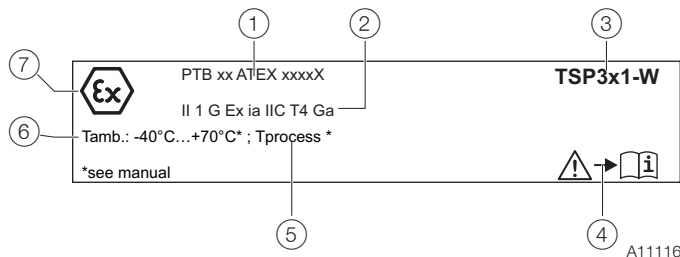 1 2 3
7
PTB xx ATEX xxxxX TSP3x1-W
Ex
II 1 G Ex ia IIC T4 Ga
6 Tamb.: -40°C…+70°C* ; Tprocess *
*see manual i
5 4
A11116